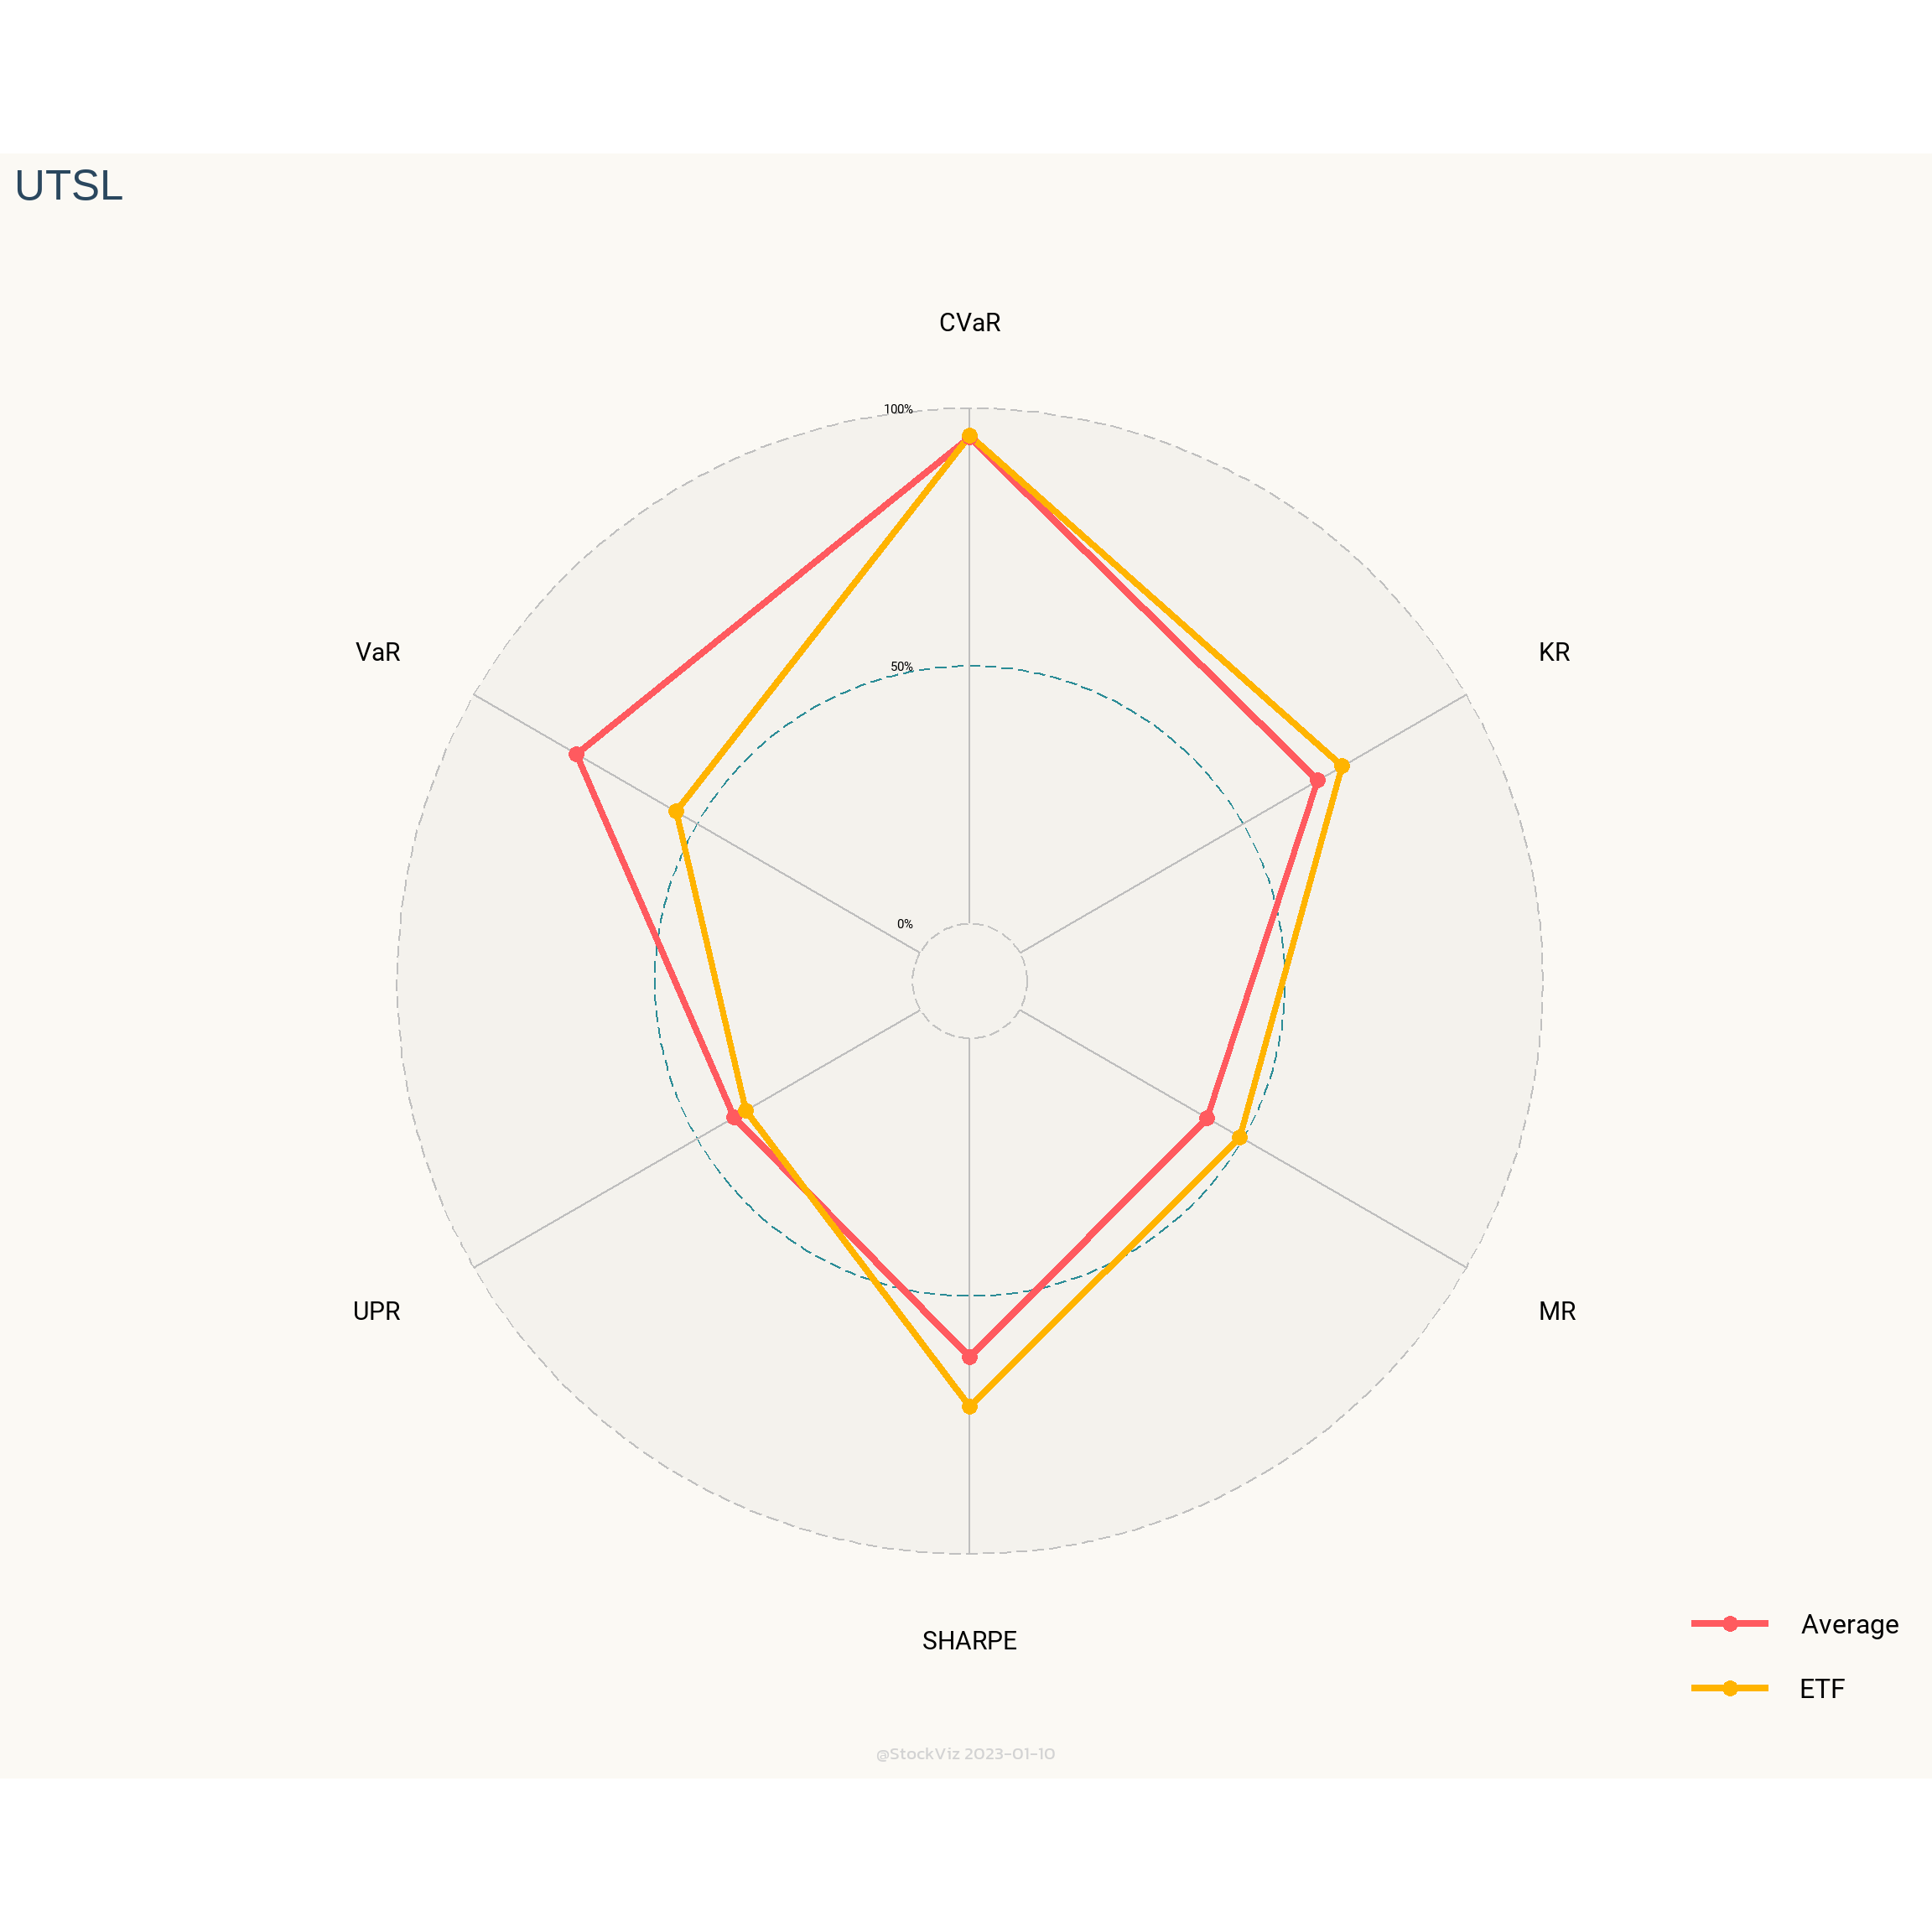 UTSL
CVaR
100%
VaR
KR
50%
0%
UPR
MR
SHARPE
Average
ETF
@StockViz 2023-01-10